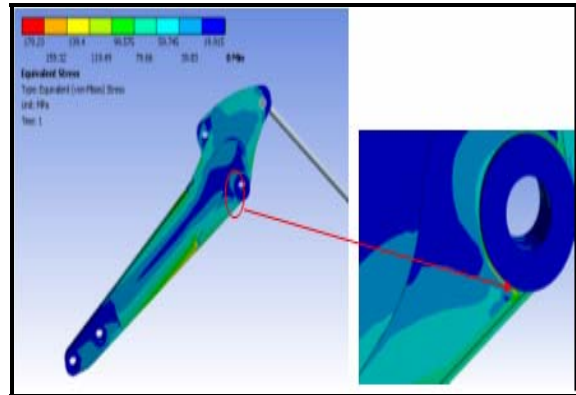 179.23 139.4 99.575 59.745 19.915
159.32 119.49 79.66 39.83 0 Min
Equivalent Stress
Type: Equivalent (von-Mises) Stress
Unit: MPa
Time: 1